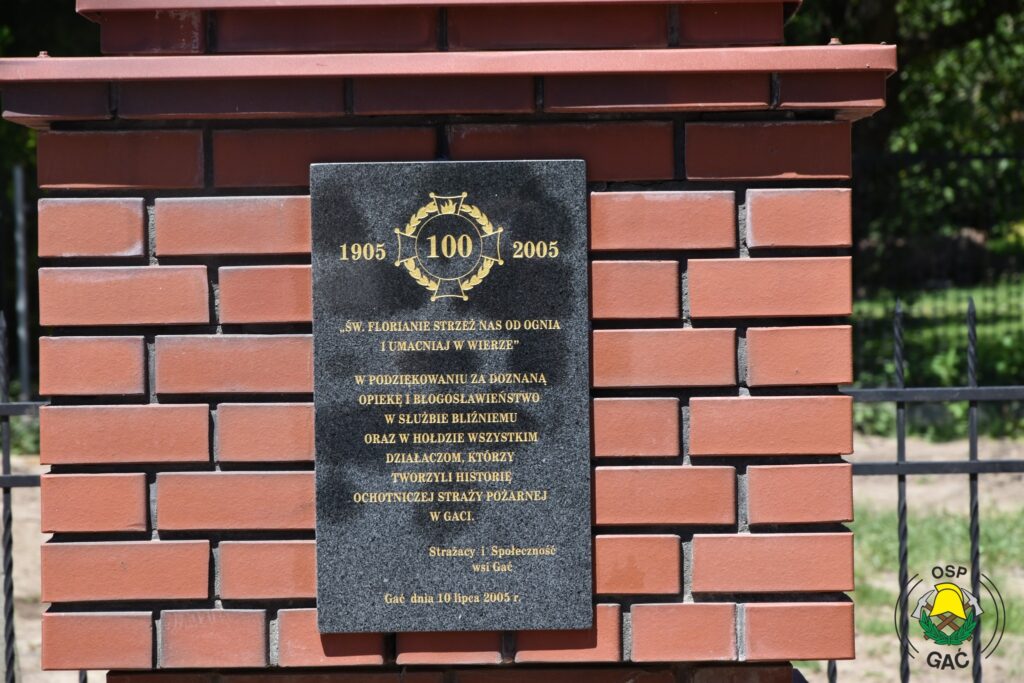 1905 100 2005
„ŚW. FLORIANIE STRZEŻ NAS OD OGNIA
I UMACNIAJ W WIERZE”
W PODZIĘKOWANIU ZA DOZNANĄ
OPIEKĘ I BŁOGOSŁAWIEŃSTWO
W SŁUŻBIE BLIŹNIEMU
ORAZ W HOŁDZIE WSZYSTKIM
DZIAŁACZOM, KTÓRZY
TWORZYLI HISTORIĘ
OCHOTNICZEJ STRAŻY POŻARNEJ
W GACI.
Strażacy i Społeczność
wsi Gać
Gać dnia 10 lipca 2005 r.
OSP
GAĆ